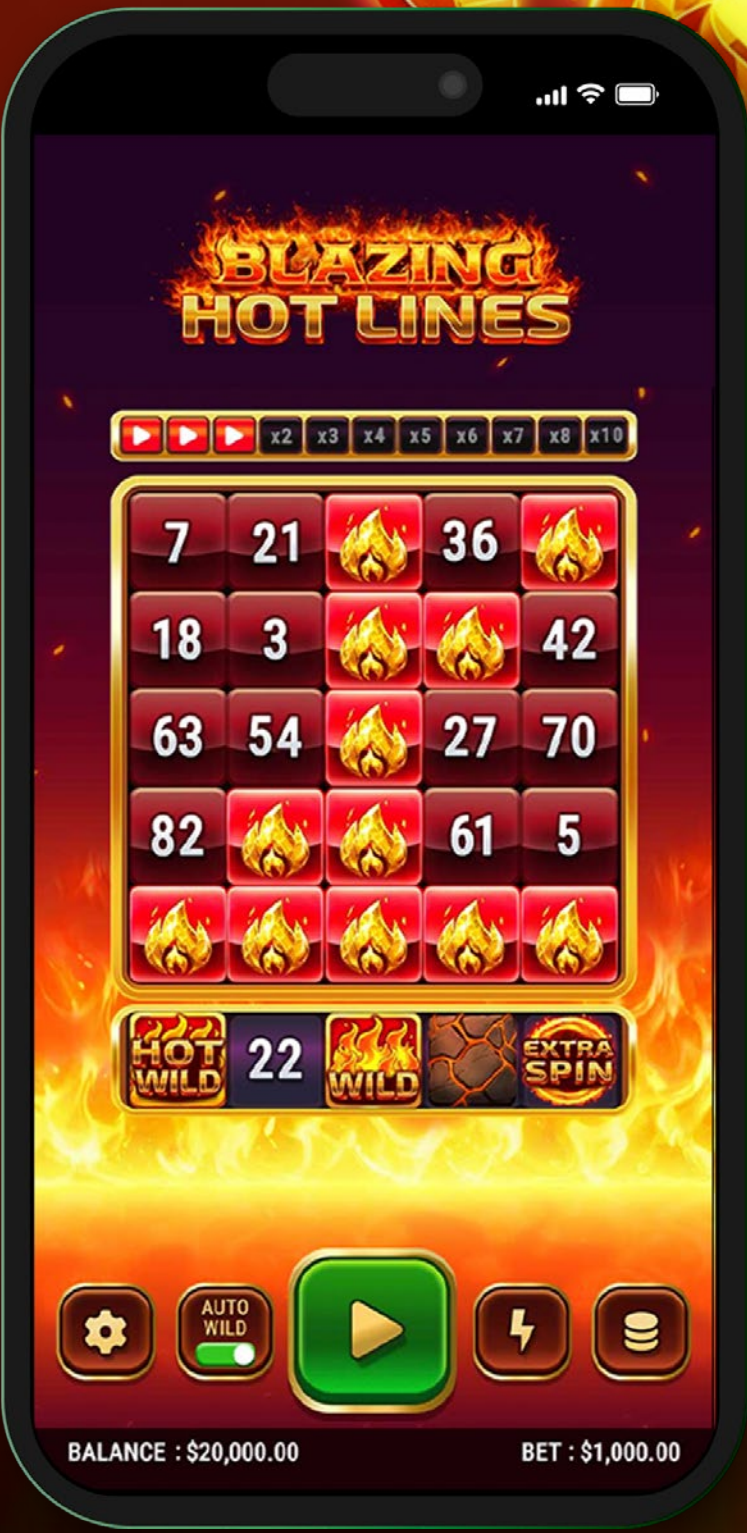 BLAZING
HOT LINES
x2 x3 x4 x5 x6 x7 x8 x10
7 21 36
18 3 42
63 54 27 70
82 61 5
HOT WILD 22 WILD EXTRA SPIN
AUTO WILD
BALANCE : $20,000.00 BET : $1,000.00